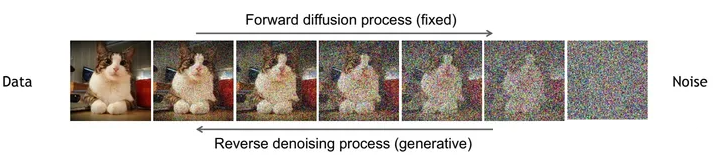 Forward diffusion process (fixed)
Data
Noise
Reverse denoising process (generative)